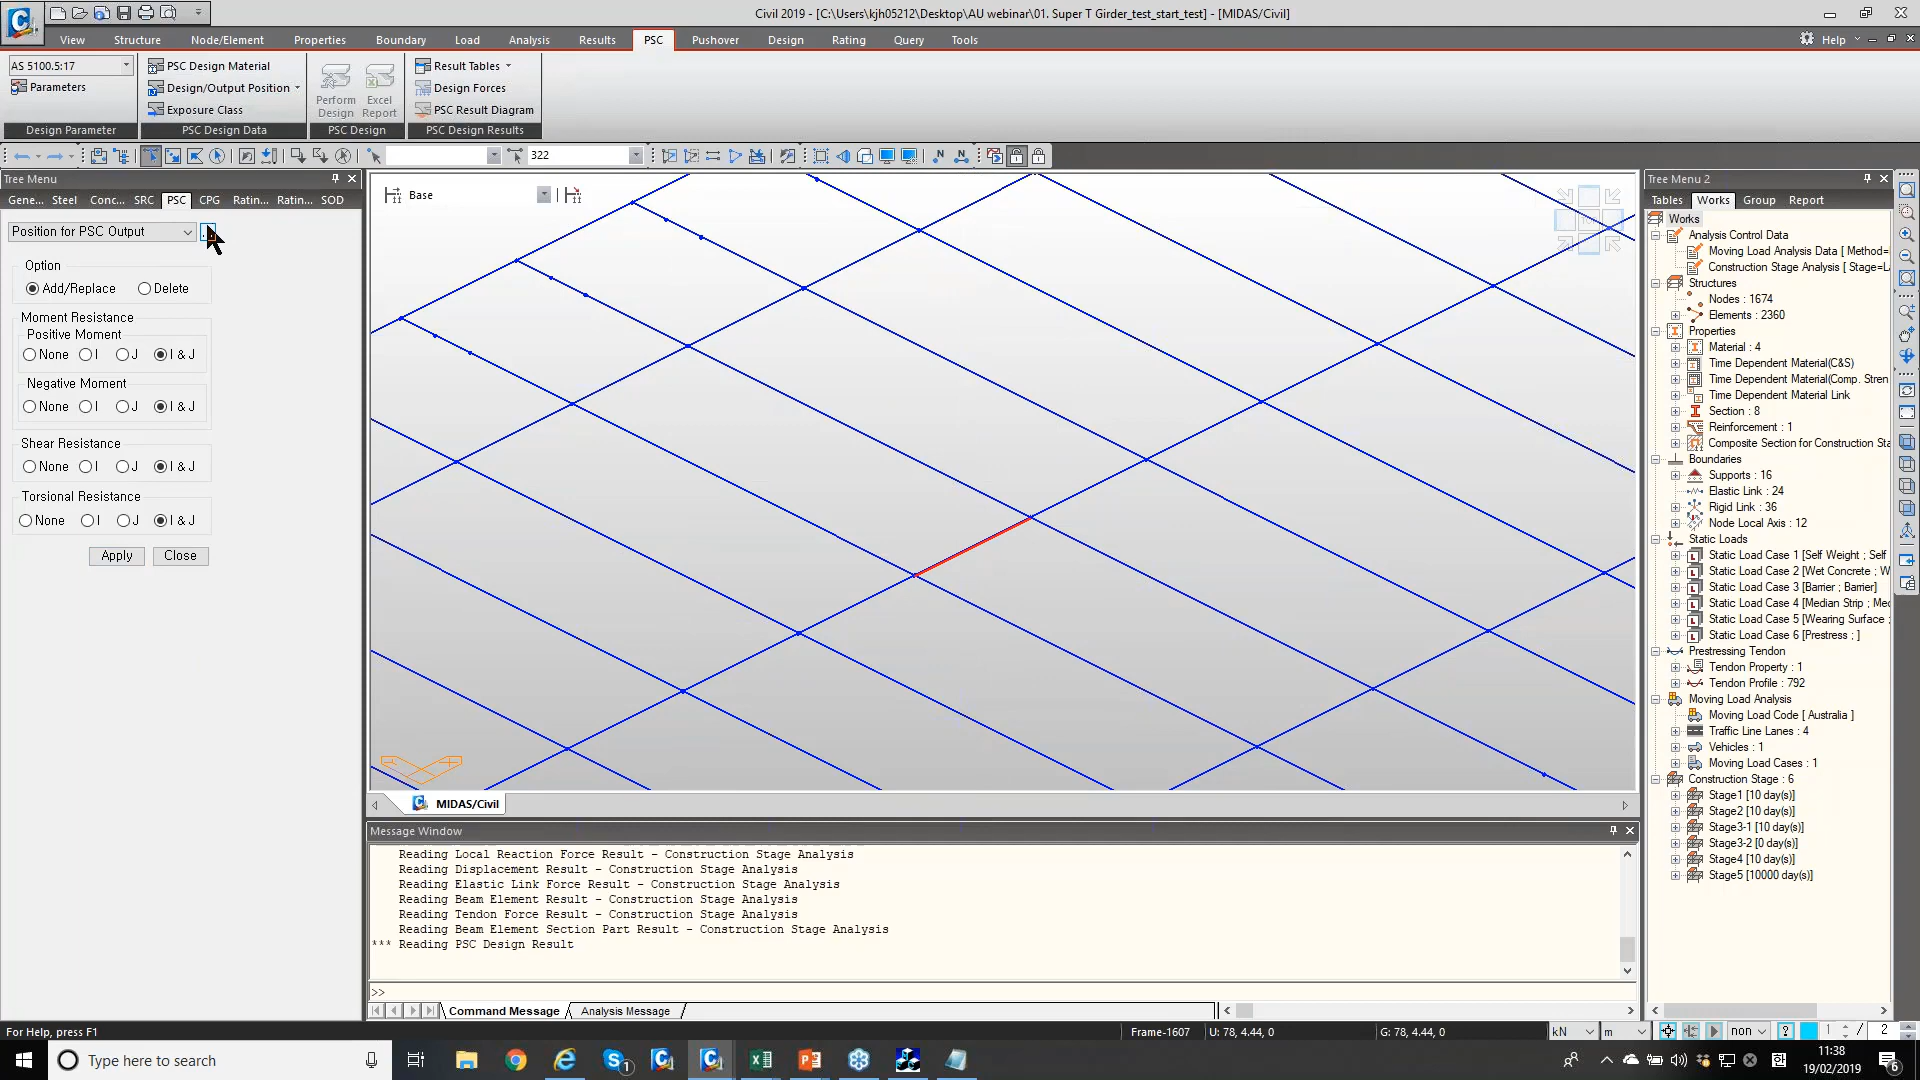 Civil 2019 - [C:\Users\kjh05212\Desktop\AU webinar\01. Super T Girder_test_start_test] - [MIDAS/Civil]
View Structure Node/Element Properties Boundary Load Analysis Results PSC Pushover Design Rating Query Tools Help
AS 5100.5:17
Parameters
Design Parameter
PSC Design Material
Design/Output Position
Exposure Class
PSC Design Data
Perform Design
Excel Report
PSC Design
Result Tables
Design Forces
PSC Result Diagram
PSC Design Results
322
Tree Menu
Gene... Steel Conc... SRC PSC CPG Ratin... Ratin... SOD
Position for PSC Output
Option
Add/Replace Delete
Moment Resistance
Positive Moment
None I J I & J
Negative Moment
None I J I & J
Shear Resistance
None I J I & J
Torsional Resistance
None I J I & J
Apply Close
Base
MIDAS/Civil
Message Window
Reading Local Reaction Force Result - Construction Stage Analysis
Reading Displacement Result - Construction Stage Analysis
Reading Elastic Link Force Result - Construction Stage Analysis
Reading Beam Element Result - Construction Stage Analysis
Reading Tendon Force Result - Construction Stage Analysis
Reading Beam Element Section Part Result - Construction Stage Analysis
*** Reading PSC Design Result
>>
Command Message Analysis Message
Tree Menu 2
Tables Works Group Report
Works
Analysis Control Data
Moving Load Analysis Data [ Method=
Construction Stage Analysis [ Stage=L
Structures
Nodes : 1674
Elements : 2360
Properties
Material : 4
Time Dependent Material(C&S)
Time Dependent Material(Comp. Stren
Time Dependent Material Link
Section : 8
Reinforcement : 1
Composite Section for Construction Sta
Boundaries
Supports : 16
Elastic Link : 24
Rigid Link : 36
Node Local Axis : 12
Static Loads
Static Load Case 1 [Self Weight ; Self
Static Load Case 2 [Wet Concrete ; W
Static Load Case 3 [Barrier ; Barrier]
Static Load Case 4 [Median Strip ; Med
Static Load Case 5 [Wearing Surface ;
Static Load Case 6 [Prestress ; ]
Prestressing Tendon
Tendon Property : 1
Tendon Profile : 792
Moving Load Analysis
Moving Load Code [ Australia ]
Traffic Line Lanes : 4
Vehicles : 1
Moving Load Cases : 1
Construction Stage : 6
Stage1 [10 day(s)]
Stage2 [10 day(s)]
Stage3-1 [10 day(s)]
Stage3-2 [0 day(s)]
Stage4 [10 day(s)]
Stage5 [10000 day(s)]
For Help, press F1
Frame-1607 U: 78, 4.44, 0 G: 78, 4.44, 0 kN m non ? 1 / 2
Type here to search
11:38
19/02/2019
6